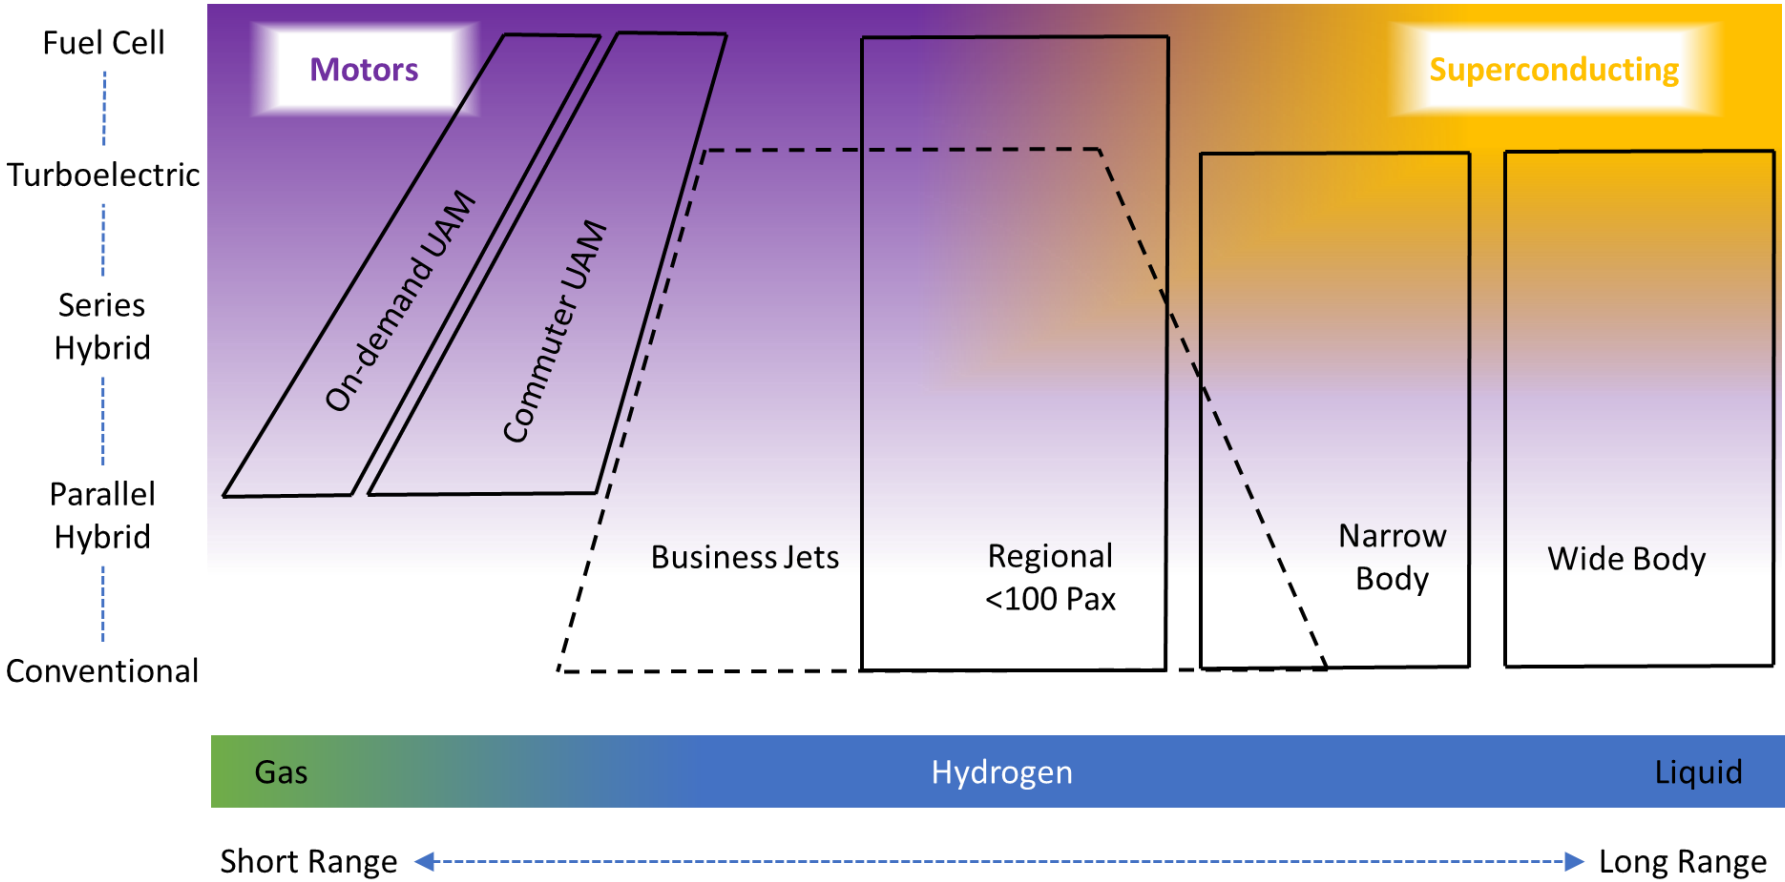 Fuel Cell
Motors
Superconducting
Turboelectric
Series
Hybrid
On-demand UAM
Commuter UAM
Parallel
Hybrid
Business Jets
Regional
<100 Pax
Narrow
Body
Wide Body
Conventional
Gas
Hydrogen
Liquid
Short Range
Long Range